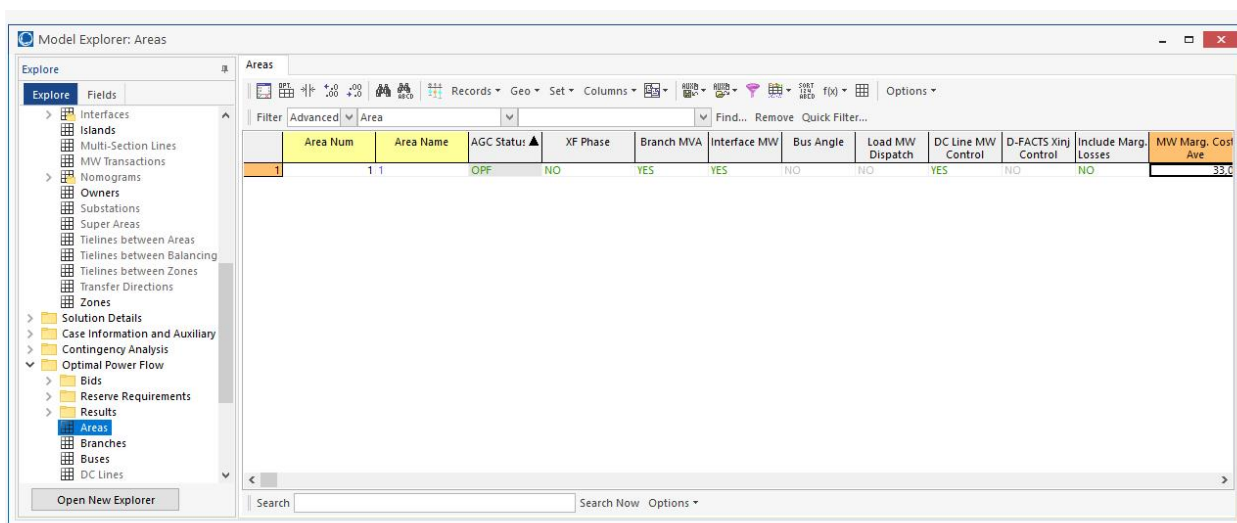 Model Explorer: Areas
Explore
Explore Fields
Interfaces
Islands
Multi-Section Lines
MW Transactions
Nomograms
Owners
Substations
Super Areas
Tielines between Areas
Tielines between Balancing
Tielines between Zones
Transfer Directions
Zones
Solution Details
Case Information and Auxiliary
Contingency Analysis
Optimal Power Flow
Bids
Reserve Requirements
Results
Areas
Branches
Buses
DC Lines
Open New Explorer
Areas
Records Geo Set Columns f(x) Options
Filter Advanced Area Find... Remove Quick Filter...
Area Num Area Name AGC Status XF Phase Branch MVA Interface MW Bus Angle Load MW Dispatch DC Line MW Control D-FACTS Xinj Control Include Marg. Losses MW Marg. Cost Ave
1 1 1 OPF NO YES YES NO NO YES NO NO 33,0
Search Search Now Options